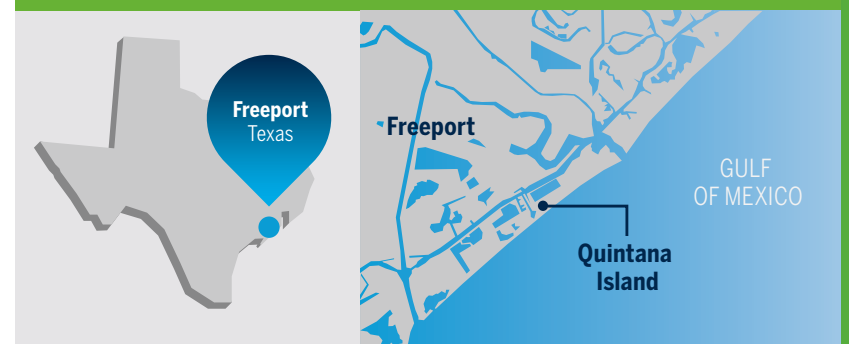 Freeport
Texas
Freeport
GULF
OF MEXICO
Quintana
Island